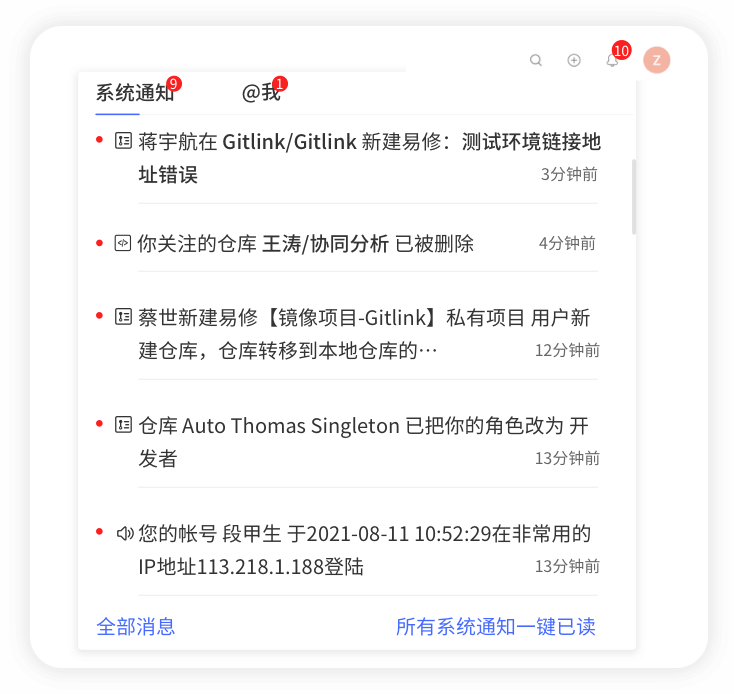 10
Z
系统通知 9 @我 1
蒋宇航在 Gitlink/Gitlink 新建易修：测试环境链接地
址错误 3分钟前
你关注的仓库 王涛/协同分析 已被删除 4分钟前
蔡世新建易修【镜像项目-Gitlink】私有项目 用户新
建仓库，仓库转移到本地仓库的… 12分钟前
仓库 Auto Thomas Singleton 已把你的角色改为 开
发者 13分钟前
您的帐号 段甲生 于2021-08-11 10:52:29在非常用的
IP地址113.218.1.188登陆 13分钟前
全部消息 所有系统通知一键已读